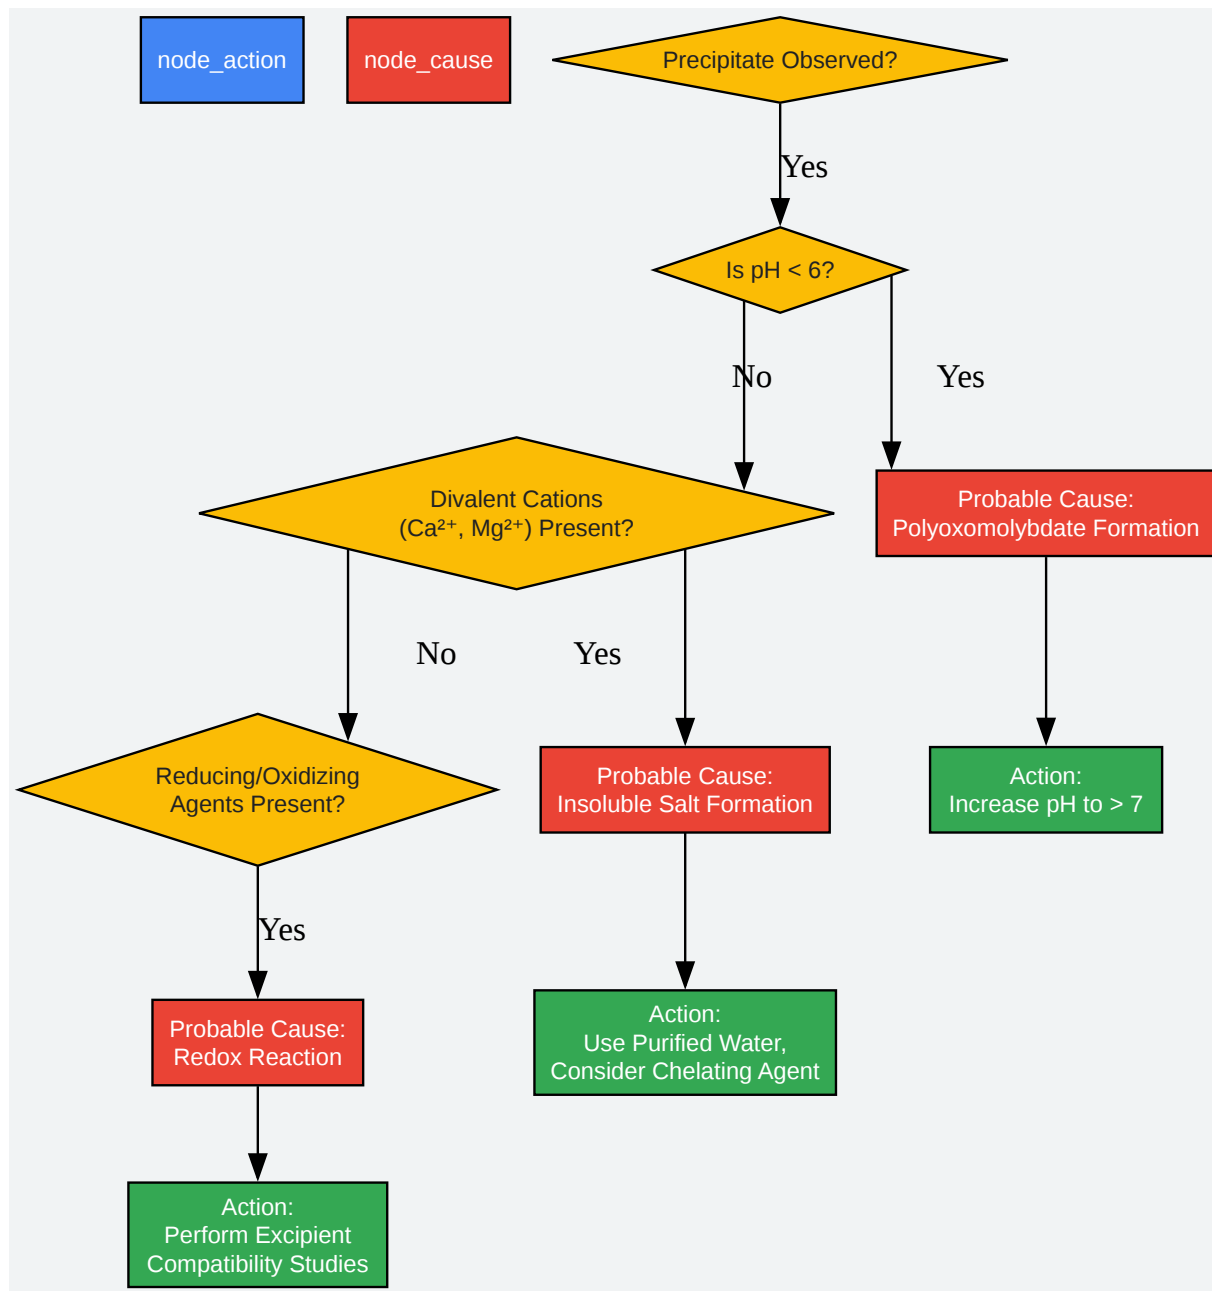 node_action
node_cause
Precipitate Observed?
Yes
Is pH < 6?
No
Yes
Divalent Cations
(Ca²⁺, Mg²⁺) Present?
Probable Cause:
Polyoxomolybdate Formation
No
Yes
Reducing/Oxidizing
Agents Present?
Probable Cause:
Insoluble Salt Formation
Action:
Increase pH to > 7
Yes
Probable Cause:
Redox Reaction
Action:
Use Purified Water,
Consider Chelating Agent
Action:
Perform Excipient
Compatibility Studies